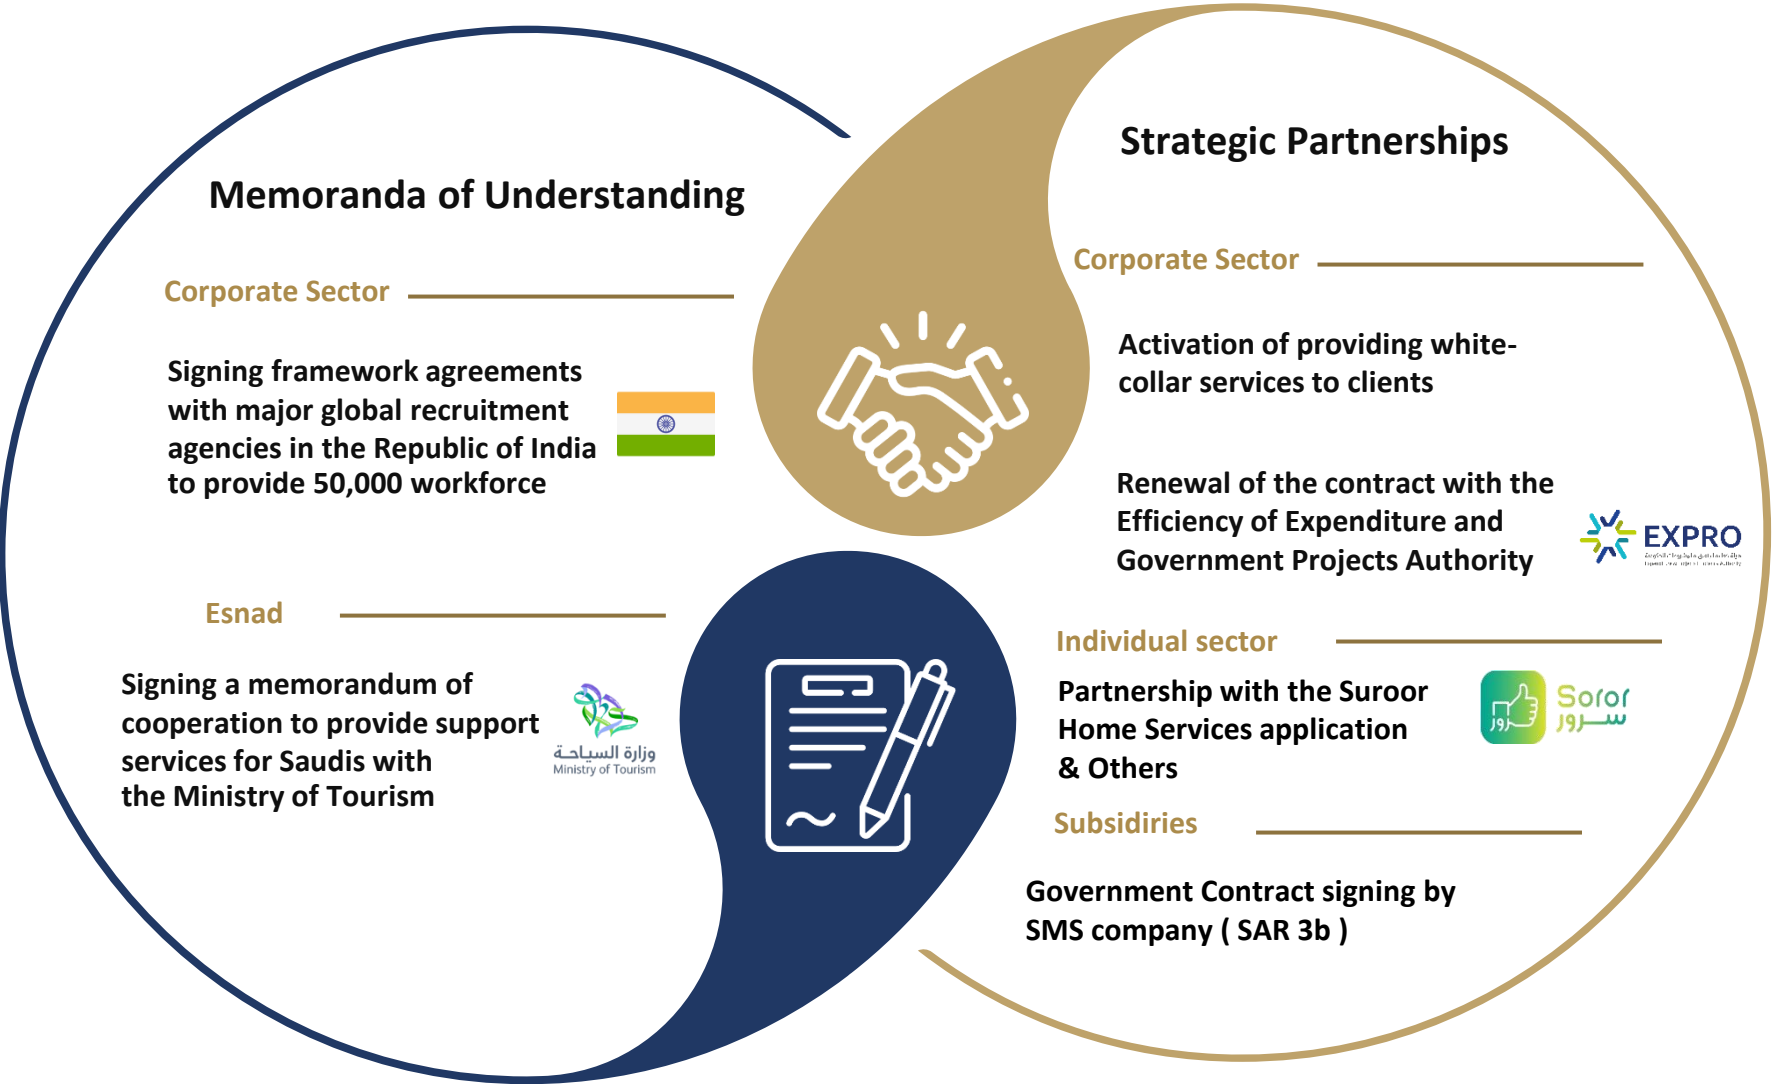 Memoranda of Understanding
Corporate Sector
Signing framework agreements
with major global recruitment
agencies in the Republic of India
to provide 50,000 workforce
Esnad
Signing a memorandum of
cooperation to provide support
services for Saudis with
the Ministry of Tourism
وزارة السياحـة
Ministry of Tourism
Strategic Partnerships
Corporate Sector
Activation of providing white-
collar services to clients
Renewal of the contract with the
Efficiency of Expenditure and
Government Projects Authority
EXPRO
Individual sector
Partnership with the Suroor
Home Services application
& Others
سرور
Soror
سـرور
Subsidiries
Government Contract signing by
SMS company ( SAR 3b )